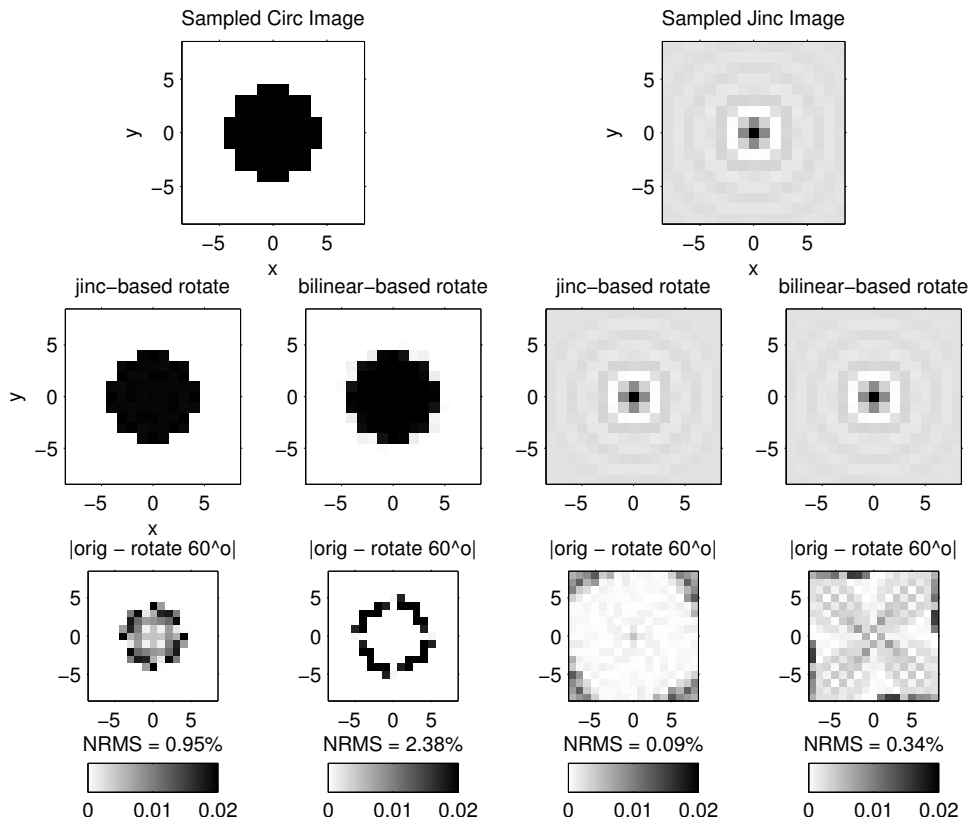 Sampled Circ Image
Sampled Jinc Image
5
0
−5
y
−5 0 5
x
5
0
−5
y
−5 0 5
x
jinc−based rotate
bilinear−based rotate
jinc−based rotate
bilinear−based rotate
5
0
−5
y
−5 0 5
x
5
0
−5
−5 0 5
5
0
−5
−5 0 5
5
0
−5
−5 0 5
|orig − rotate 60^o|
|orig − rotate 60^o|
|orig − rotate 60^o|
|orig − rotate 60^o|
5
0
−5
−5 0 5
5
0
−5
−5 0 5
5
0
−5
−5 0 5
5
0
−5
−5 0 5
NRMS = 0.95%
NRMS = 2.38%
NRMS = 0.09%
NRMS = 0.34%
0 0.01 0.02
0 0.01 0.02
0 0.01 0.02
0 0.01 0.02